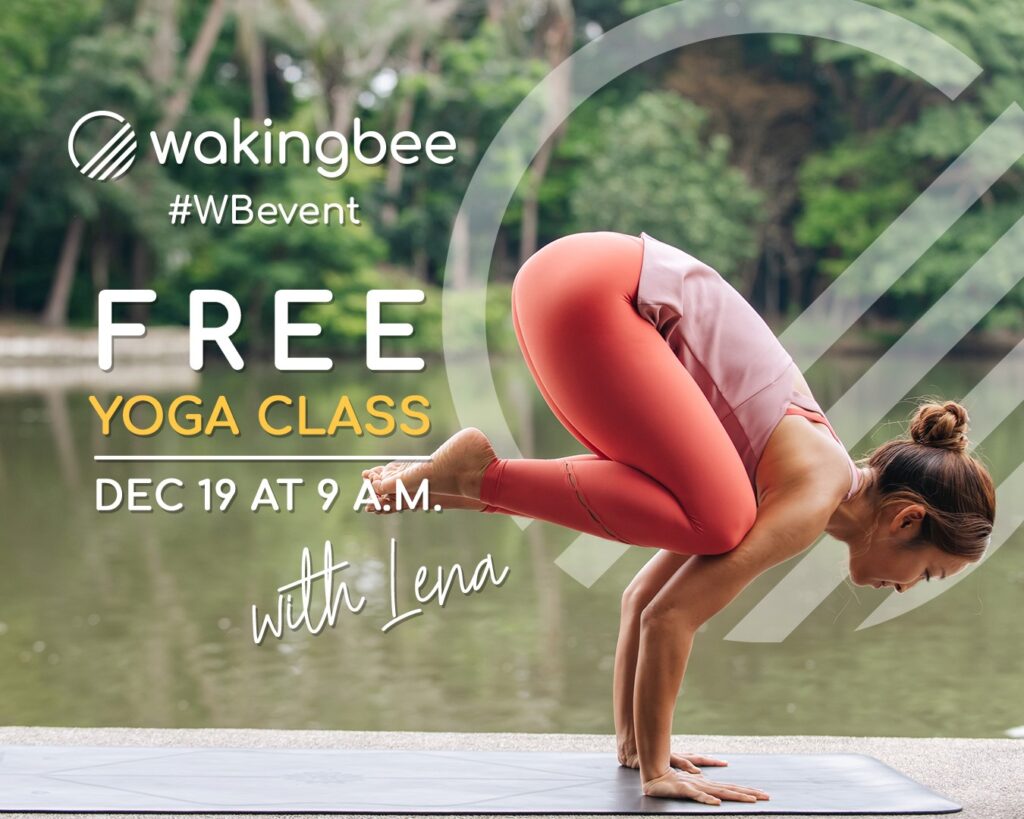 wakingbee
#WBevent
FREE
YOGA CLASS
DEC 19 AT 9 A.M.
with Lena